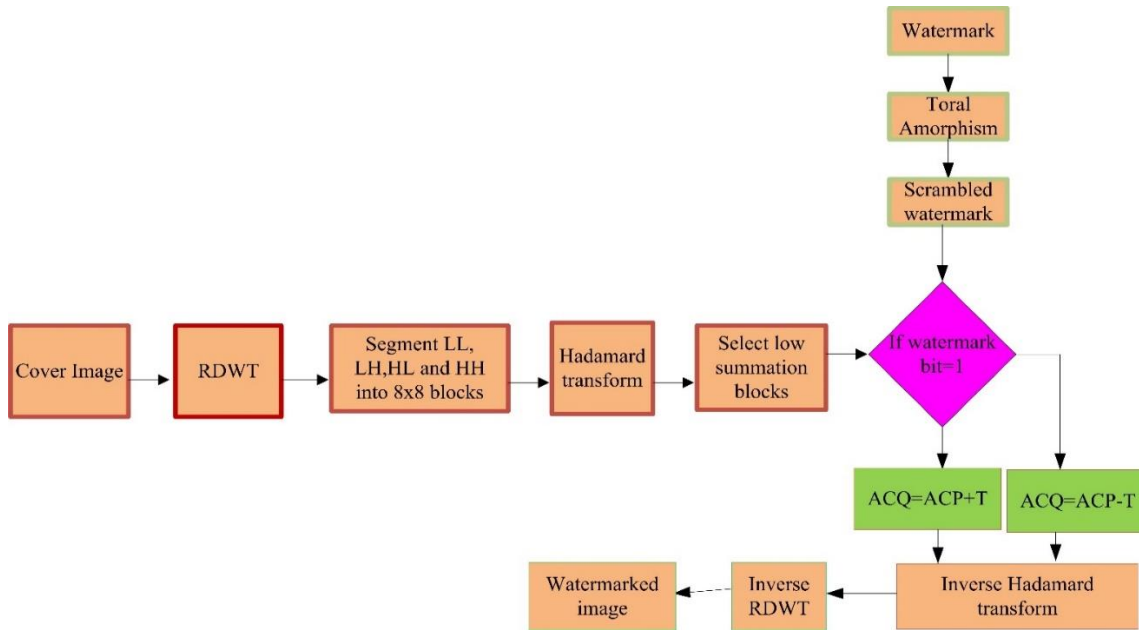 Watermark
Toral
Amorphism
Scrambled
watermark
Cover Image
RDWT
Segment LL,
LH,HL and HH
into 8x8 blocks
Hadamard
transform
Select low
summation
blocks
If watermark
bit=1
ACQ=ACP+T
ACQ=ACP-T
Inverse Hadamard
transform
Inverse
RDWT
Watermarked
image